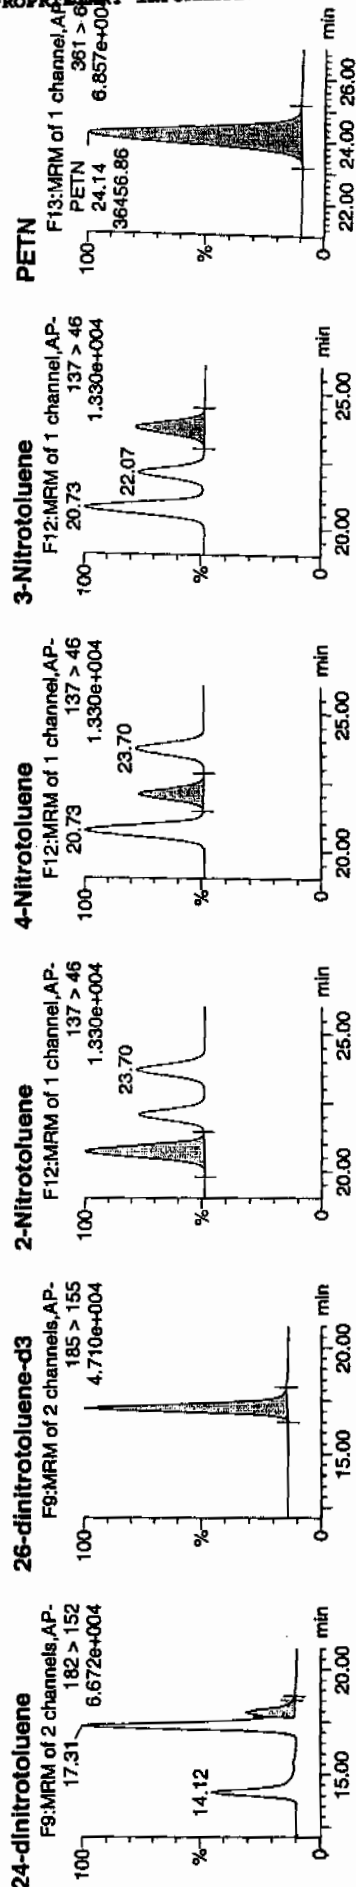 24-dinitrotoluene
F9:MRM of 2 channels,AP-
182 > 152
6.672e+004
100
17.31
14.12
%
0
15.00
20.00
min
26-dinitrotoluene-d3
F9:MRM of 2 channels,AP-
185 > 155
4.710e+004
100
%
0
15.00
20.00
min
2-Nitrotoluene
F12:MRM of 1 channel,AP-
137 > 46
1.330e+004
100
23.70
%
0
20.00
25.00
min
4-Nitrotoluene
F12:MRM of 1 channel,AP-
137 > 46
1.330e+004
100
20.73
23.70
%
0
20.00
25.00
min
3-Nitrotoluene
F12:MRM of 1 channel,AP-
137 > 46
1.330e+004
100
20.73
22.07
%
0
20.00
25.00
min
PETN
F13:MRM of 1 channel,AP-
361 > 6
6.857e+00
100
PETN
24.14
36456.86
%
0
22.00
24.00
26.00
min